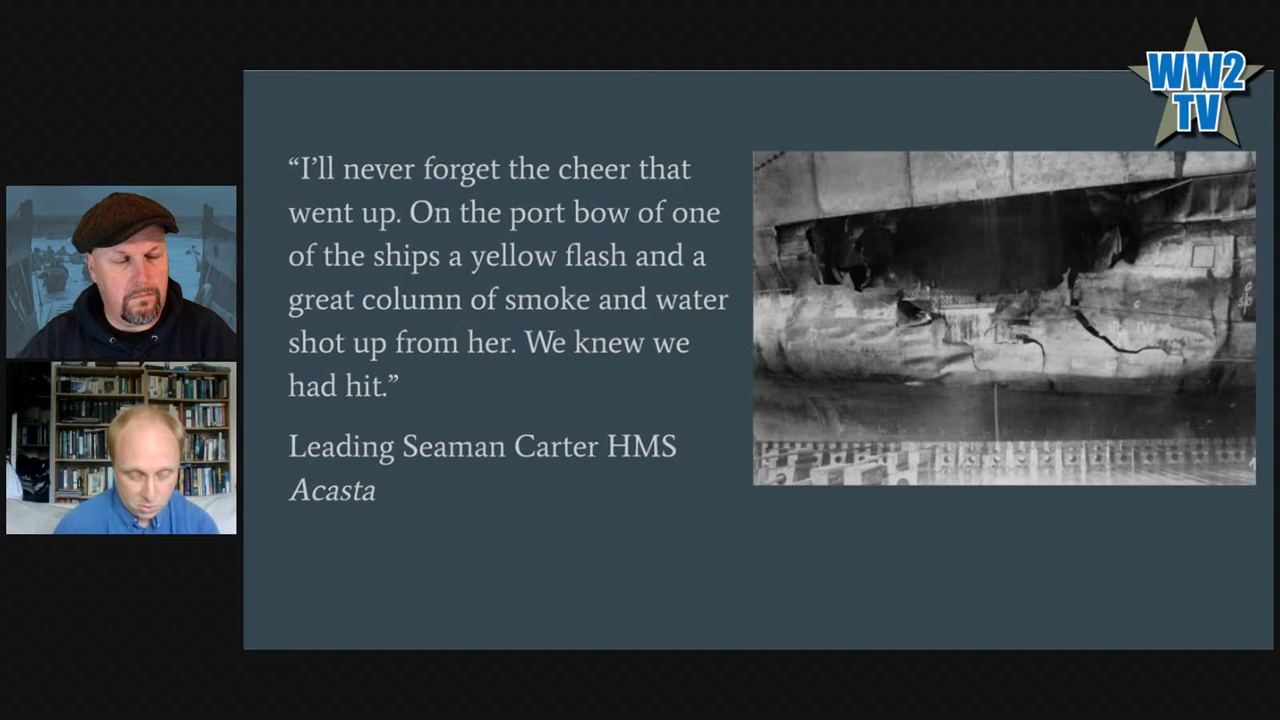 WW2
TV
“I’ll never forget the cheer that
went up. On the port bow of one
of the ships a yellow flash and a
great column of smoke and water
shot up from her. We knew we
had hit.”
Leading Seaman Carter HMS
Acasta